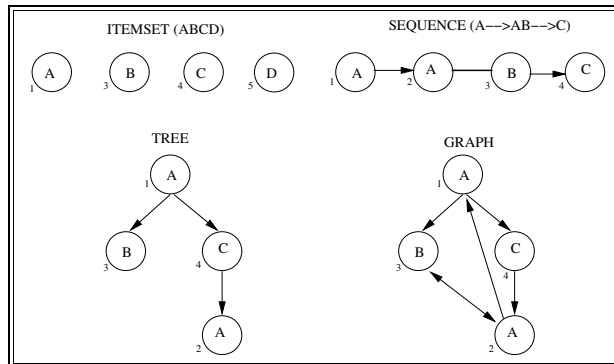 ITEMSET (ABCD)
A B C D
1 3 4 5
SEQUENCE (A-->AB-->C)
A A B C
1 2 3 4
TREE
A
1
B C
3 4
A
2
GRAPH
A
1
B C
3 4
A
2